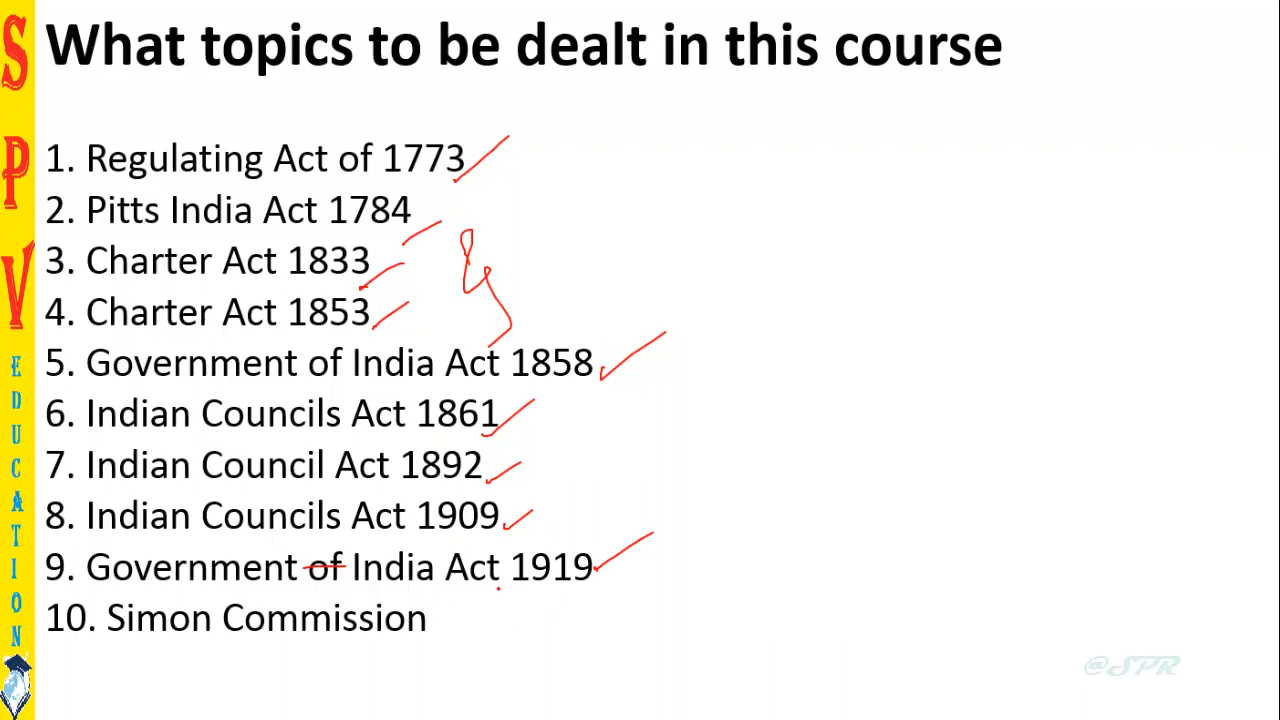 What topics to be dealt in this course
1. Regulating Act of 1773
2. Pitts India Act 1784
3. Charter Act 1833
4. Charter Act 1853
5. Government of India Act 1858
6. Indian Councils Act 1861
7. Indian Council Act 1892
8. Indian Councils Act 1909
9. Government of India Act 1919
10. Simon Commission
SPV EDUCATION
@SPR